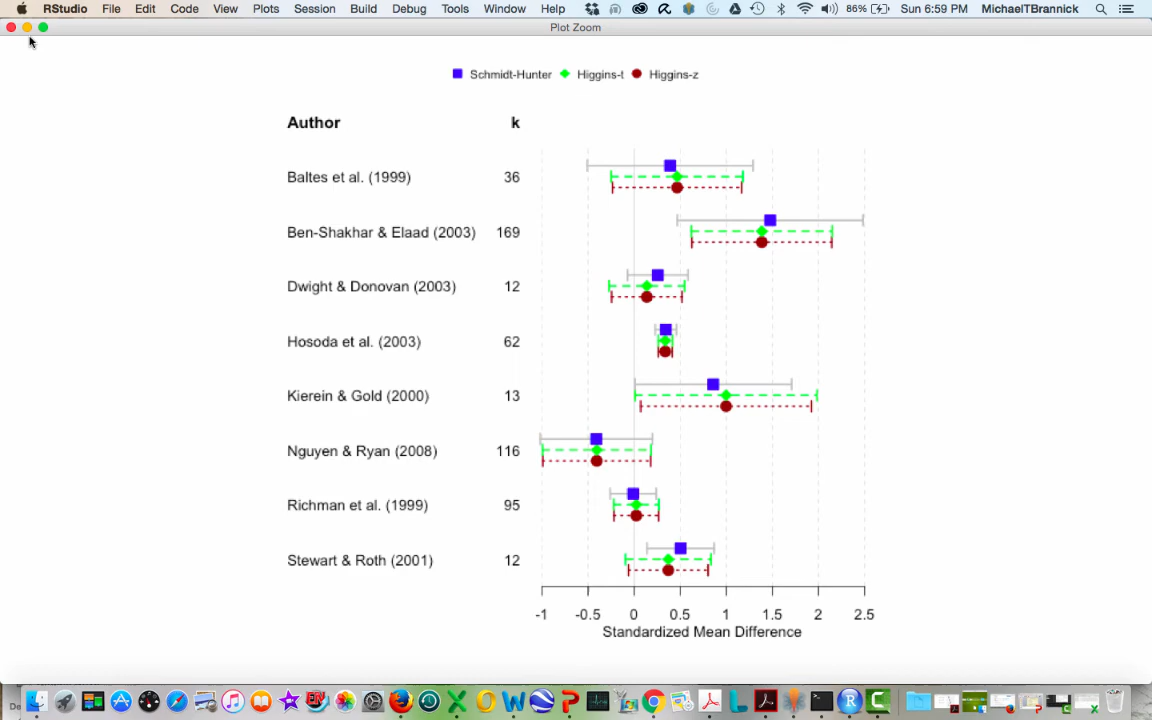 RStudio File Edit Code View Plots Session Build Debug Tools Window Help 86% Sun 6:59 PM MichaelTBrannick
Plot Zoom
Schmidt-Hunter Higgins-t Higgins-z
Author k
Baltes et al. (1999) 36
Ben-Shakhar & Elaad (2003) 169
Dwight & Donovan (2003) 12
Hosoda et al. (2003) 62
Kierein & Gold (2000) 13
Nguyen & Ryan (2008) 116
Richman et al. (1999) 95
Stewart & Roth (2001) 12
-1 -0.5 0 0.5 1 1.5 2 2.5
Standardized Mean Difference